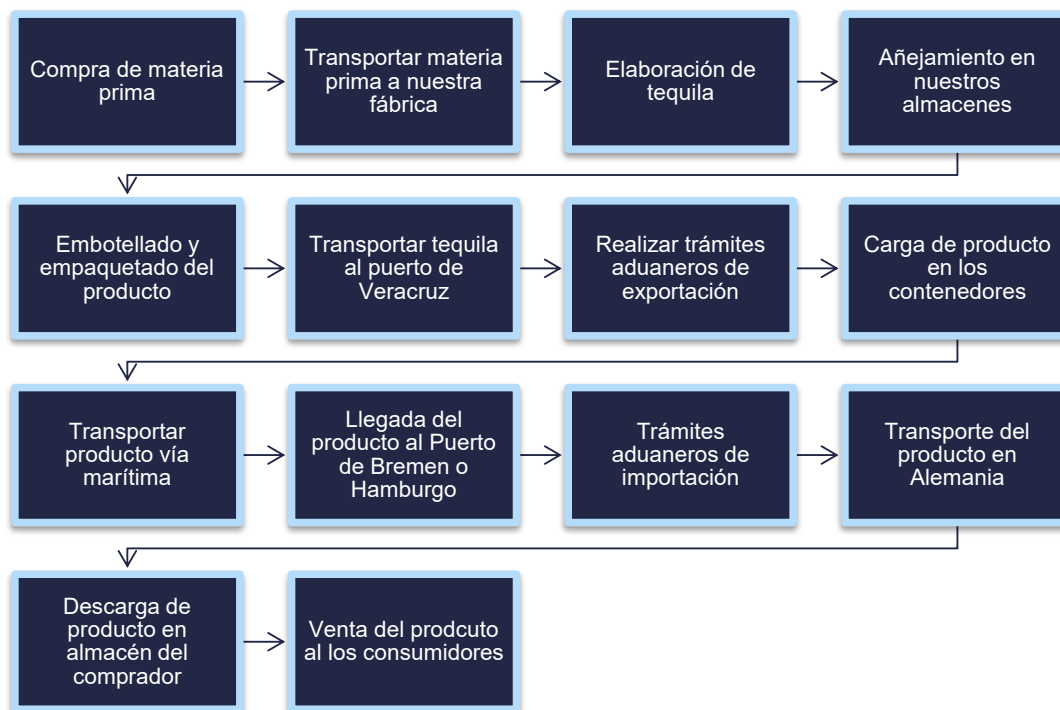 Compra de materia
prima
Transportar materia
prima a nuestra
fábrica
Elaboración de
tequila
Añejamiento en
nuestros
almacenes
Embotellado y
empaquetado del
producto
Transportar tequila
al puerto de
Veracruz
Realizar trámites
aduaneros de
exportación
Carga de producto
en los
contenedores
Transportar
producto vía
marítima
Llegada del
producto al Puerto
de Bremen o
Hamburgo
Trámites
aduaneros de
importación
Transporte del
producto en
Alemania
Descarga de
producto en
almacén del
comprador
Venta del prodcuto
al los consumidores